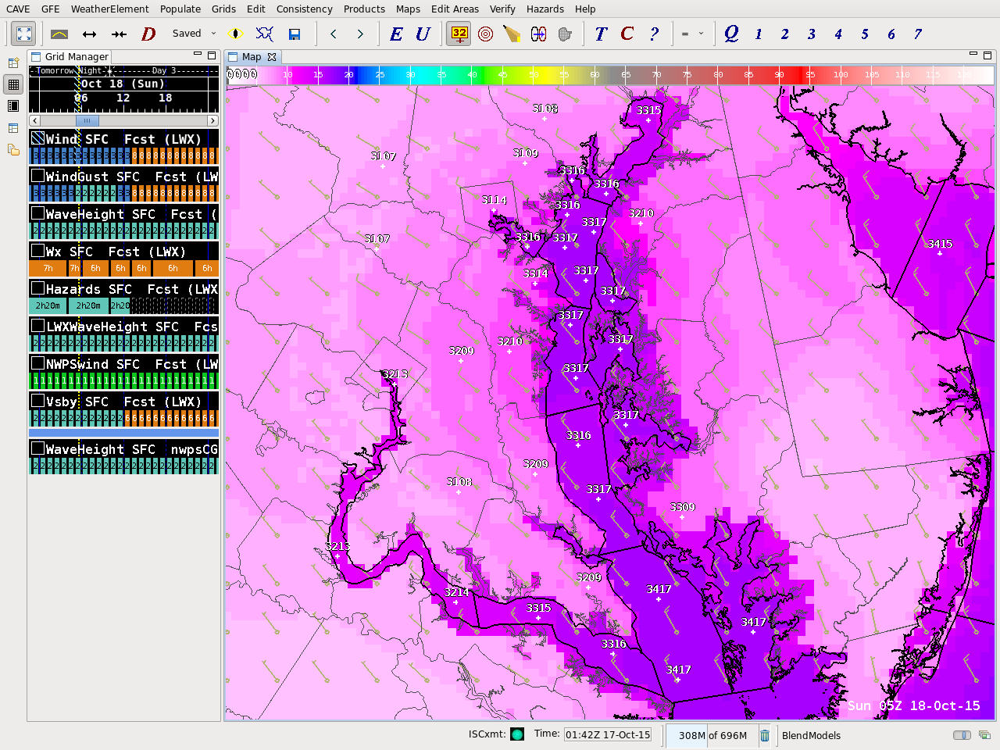 CAVE GFE WeatherElement Populate Grids Edit Consistency Products Maps Edit Areas Verify Hazards Help
D Saved < > E U 32 T C ? = Q 1 2 3 4 5 6 7
Grid Manager
Map
Tomorrow Night Day 3
Oct 18 (Sun)
06 12 18
Wind SFC Fcst (LWX)
WindGust SFC Fcst (LW
WaveHeight SFC Fcst (
Wx SFC Fcst (LWX)
7h 7h 6h 6h 6h 6h 6h
Hazards SFC Fcst (LWX
2h20m 2h20m 2h20
LWXWaveHeight SFC Fcs
NWPSwind SFC Fcst (LW
Vsby SFC Fcst (LWX)
WaveHeight SFC nwpsCG
10 15 20 25 30 35 40 45 50 55 60 65 70 75 80 85 90 95 100 105 110 115
3108 3315
3107 3109
3316
3316
3114 3316 3210
3317
3107 3316 3317 3415
3314 3317
3317
3317
3209 3210 3317
3213 3317
3317
3316
3209
3108 3317
3309
3213
3209 3417
3214
3315 3417
3316
3417
Sun 05Z 18-Oct-15
ISCxmt: Time: 01:42Z 17-Oct-15 308M of 696M BlendModels